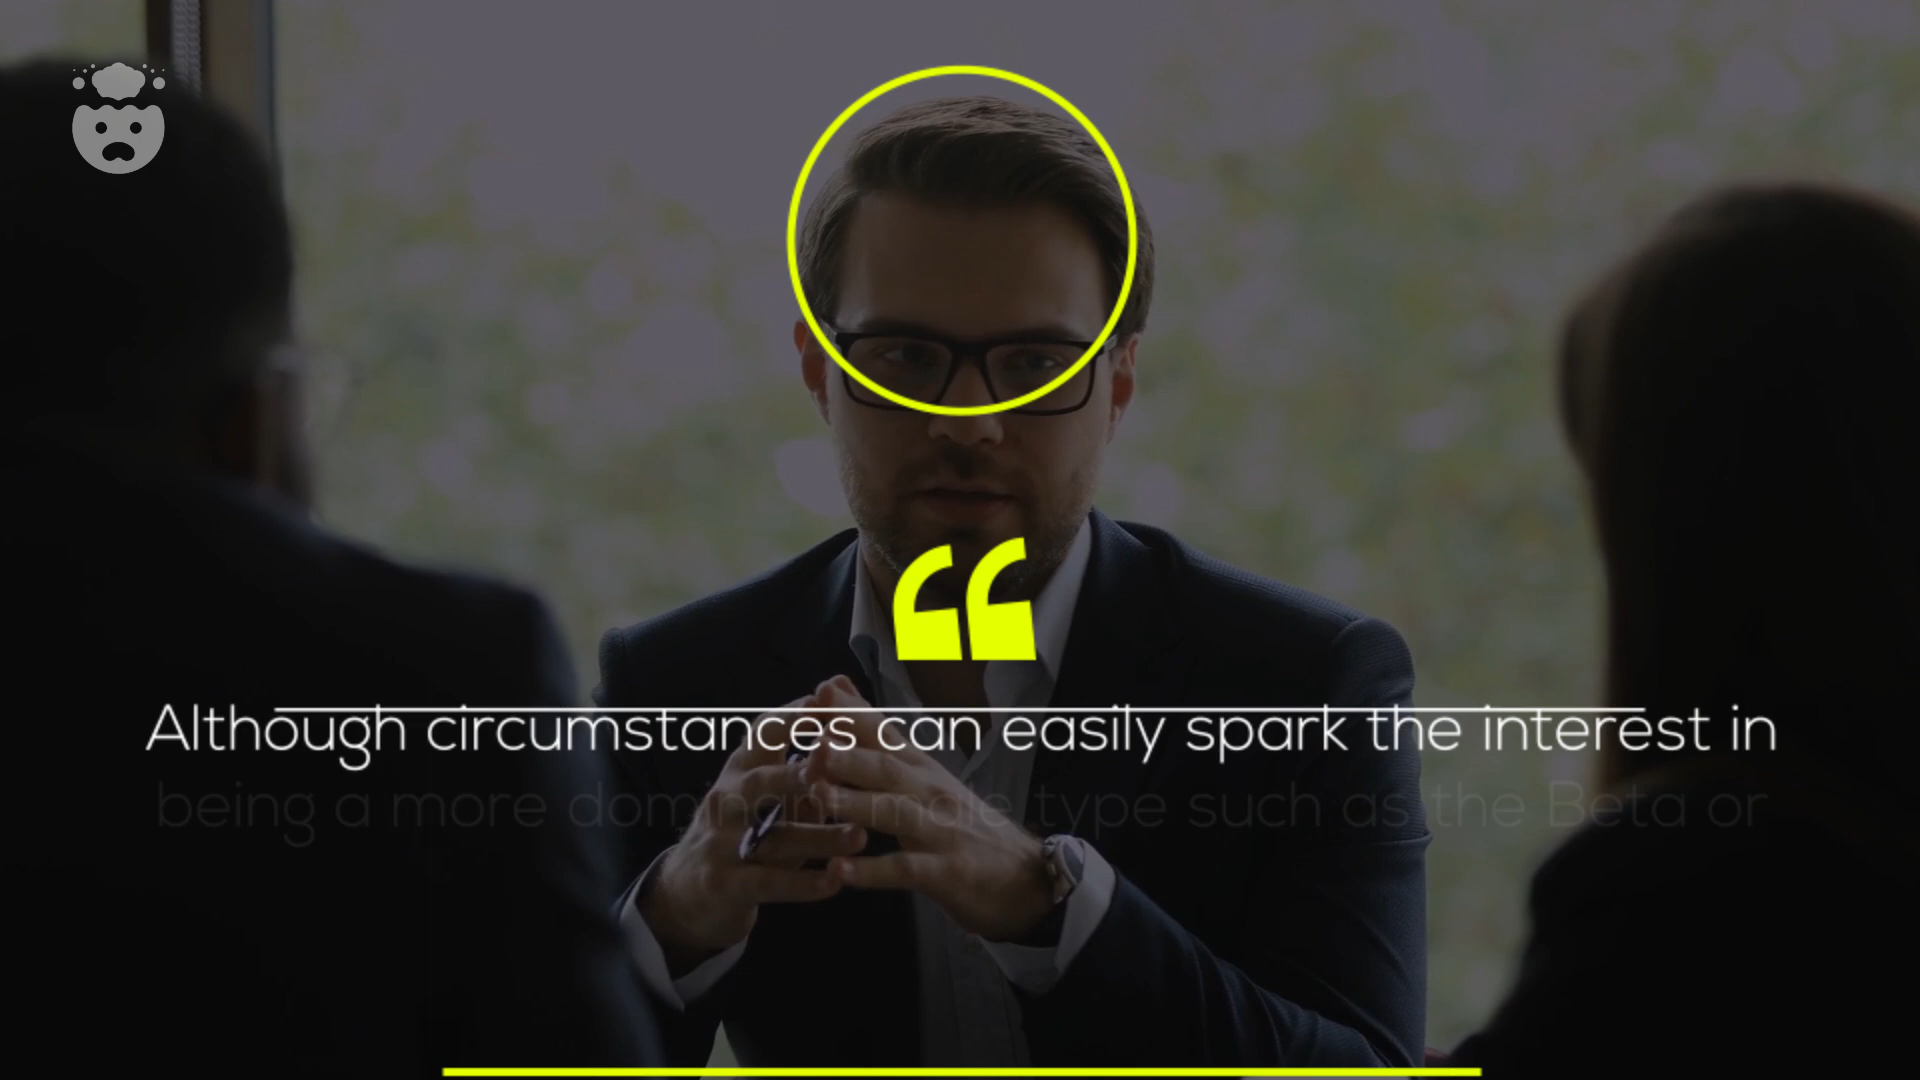 Although circumstances can easily spark the interest in
being a more dominant male type such as the Beta or